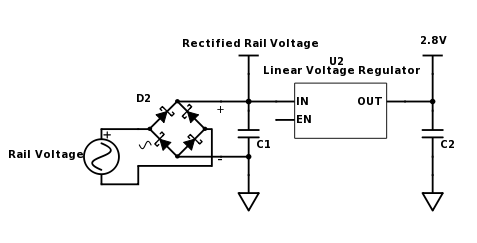 2.8V
Rectified Rail Voltage
U2
Linear Voltage Regulator
D2
+
IN
OUT
EN
+
Rail Voltage
-
C1
C2